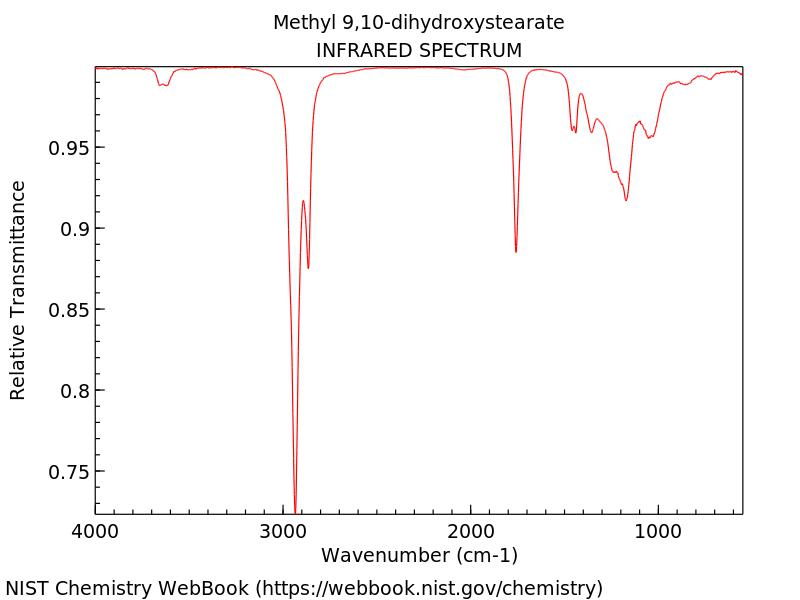 Methyl 9,10-dihydroxystearate
INFRARED SPECTRUM
Relative Transmittance
0.95
0.9
0.85
0.8
0.75
4000
3000
2000
1000
Wavenumber (cm-1)
NIST Chemistry WebBook (https://webbook.nist.gov/chemistry)